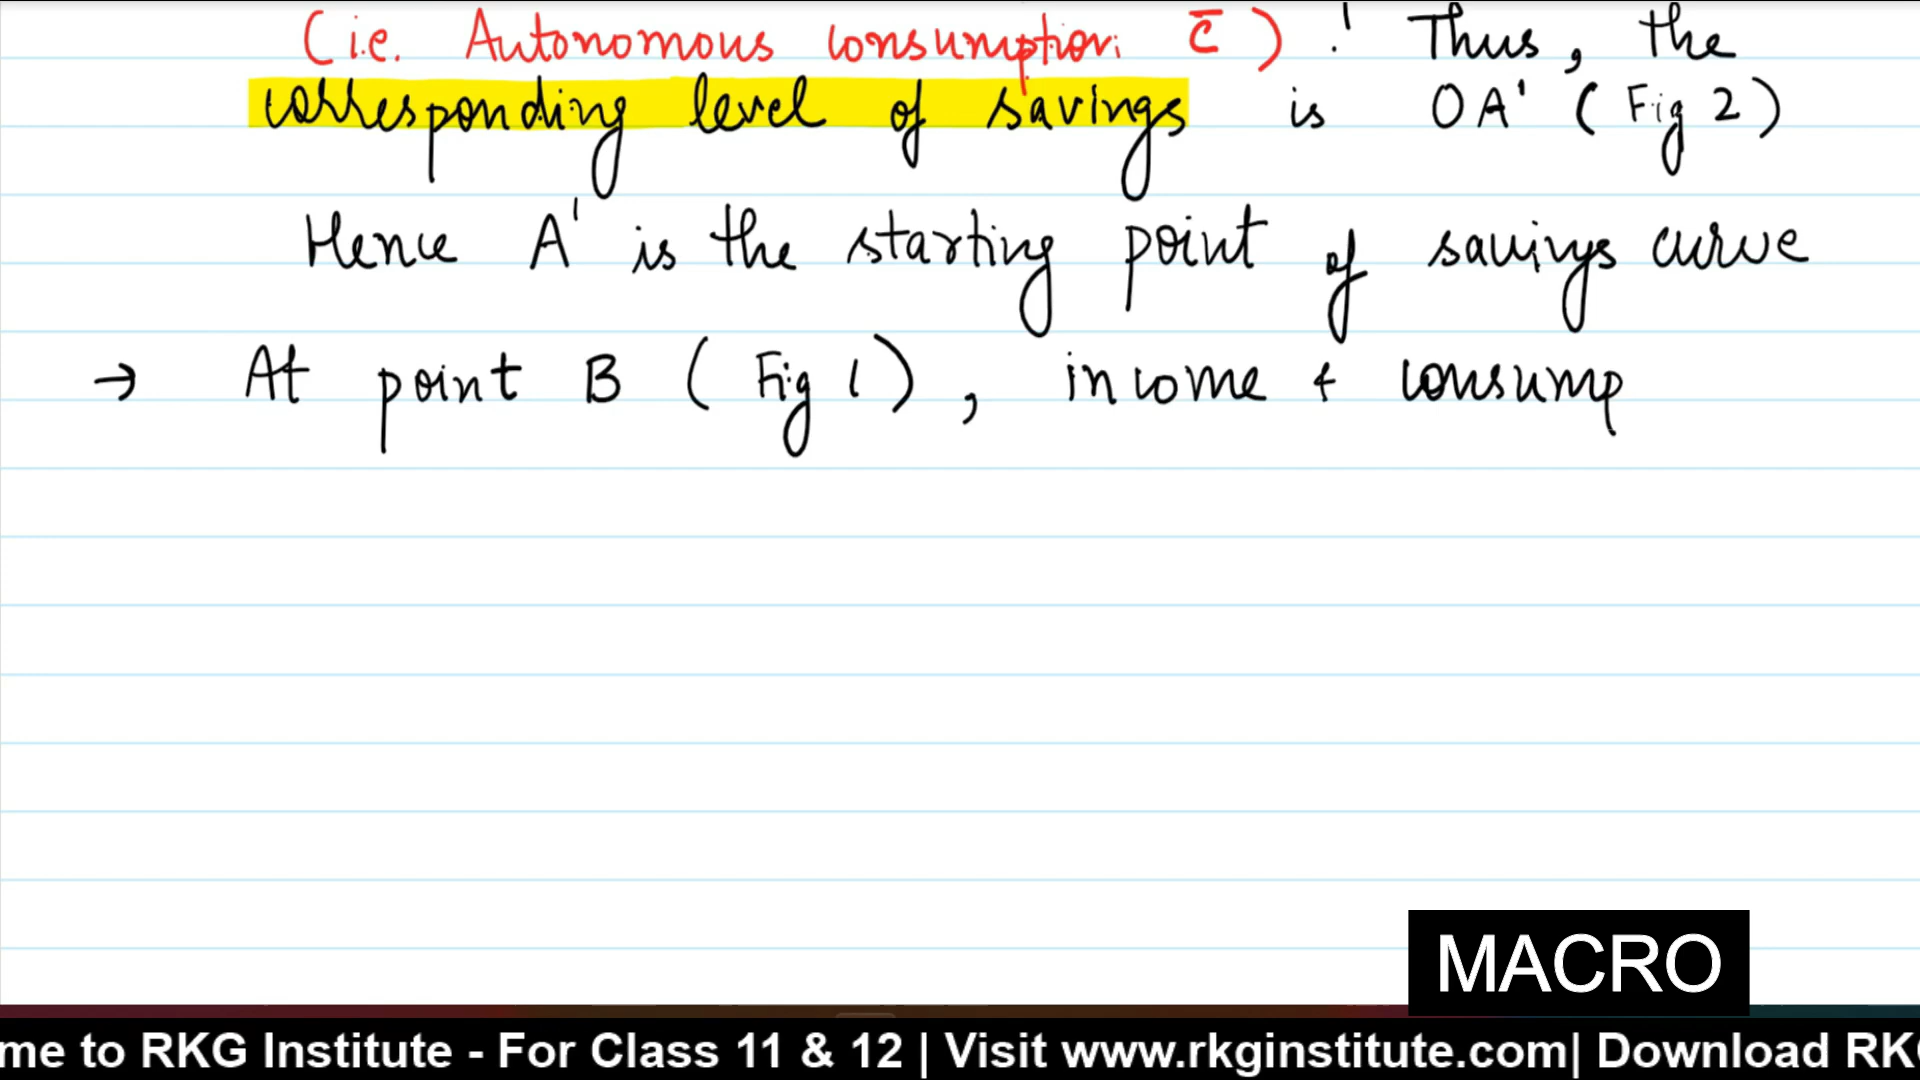 (i.e. Autonomous consumption c̄) ! Thus, the
corresponding level of savings is OA' (Fig 2)
Hence A' is the starting point of savings curve
→ At point B (Fig 1), income & consump
MACRO
me to RKG Institute - For Class 11 & 12 | Visit www.rkginstitute.com| Download RK